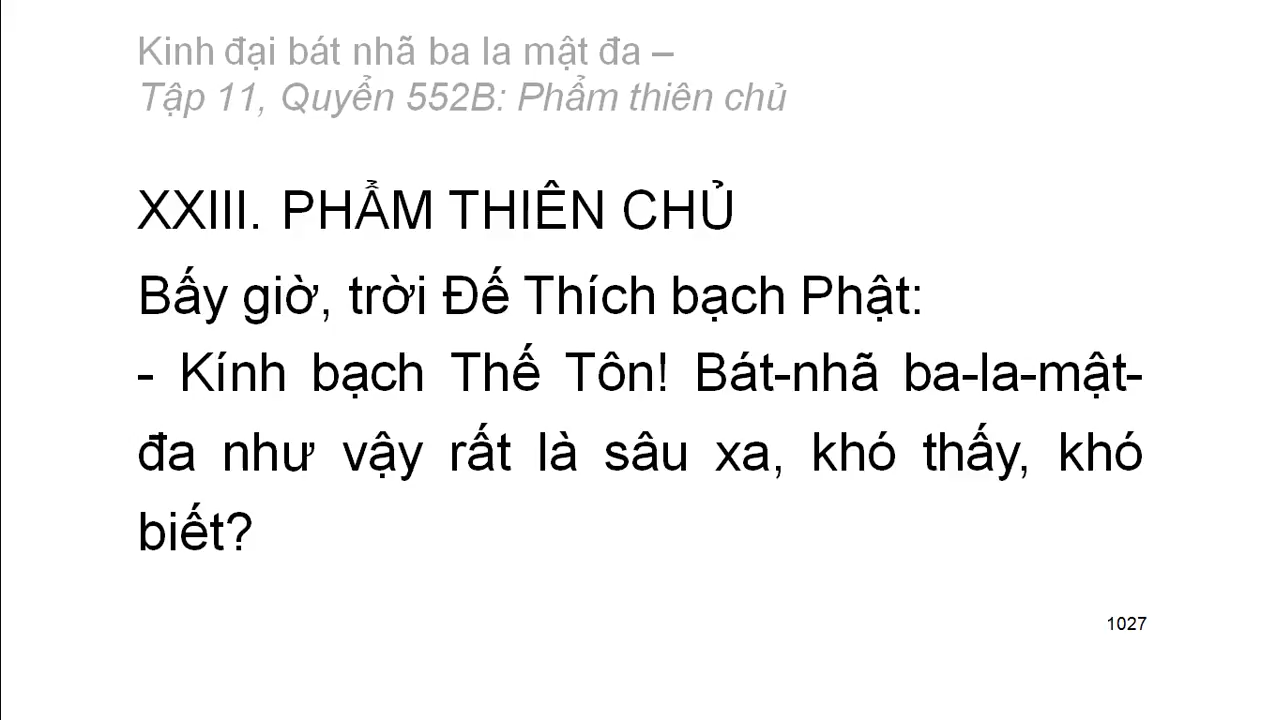 Kinh đại bát nhã ba la mật đa –
Tập 11, Quyển 552B: Phẩm thiên chủ
XXIII. PHẨM THIÊN CHỦ
Bấy giờ, trời Đế Thích bạch Phật:
- Kính bạch Thế Tôn! Bát-nhã ba-la-mật-
đa như vậy rất là sâu xa, khó thấy, khó
biết?
1027